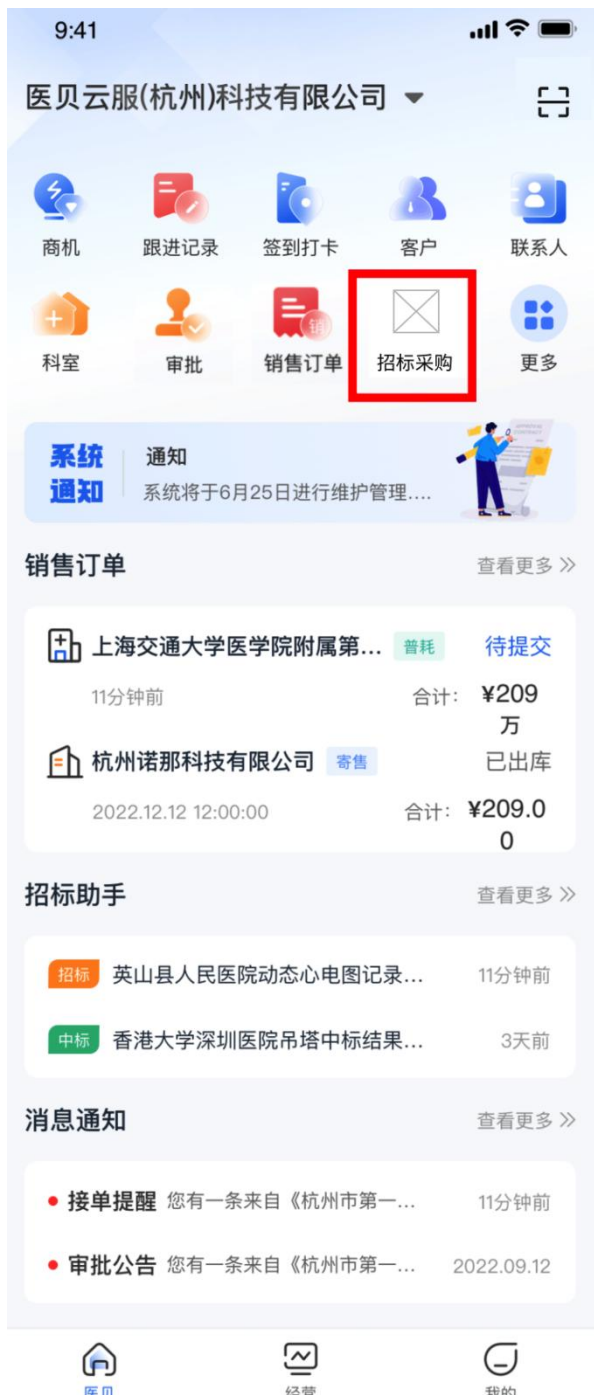 9:41
医贝云服(杭州)科技有限公司
商机 跟进记录 签到打卡 客户 联系人
销
科室 审批 销售订单 招标采购 更多
系统通知
通知
系统将于6月25日进行维护管理....
销售订单 查看更多
上海交通大学医学院附属第... 普耗 待提交
11分钟前 合计: ¥209
万
杭州诺那科技有限公司 寄售 已出库
2022.12.12 12:00:00 合计: ¥209.0
0
招标助手 查看更多
招标 英山县人民医院动态心电图记录... 11分钟前
中标 香港大学深圳医院吊塔中标结果... 3天前
消息通知 查看更多
接单提醒 您有一条来自《杭州市第一... 11分钟前
审批公告 您有一条来自《杭州市第一... 2022.09.12
医贝 经营 我的